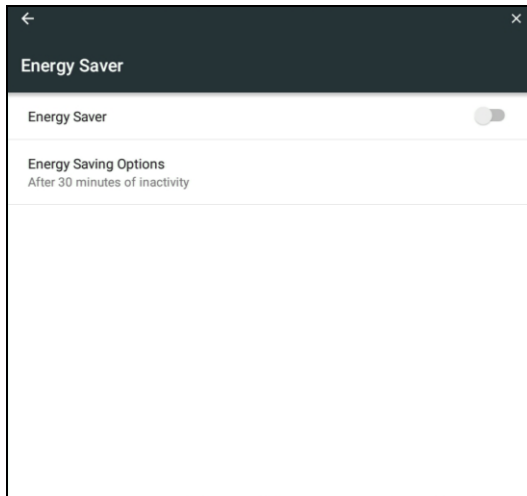 Energy Saver
Energy Saver
Energy Saving Options
After 30 minutes of inactivity